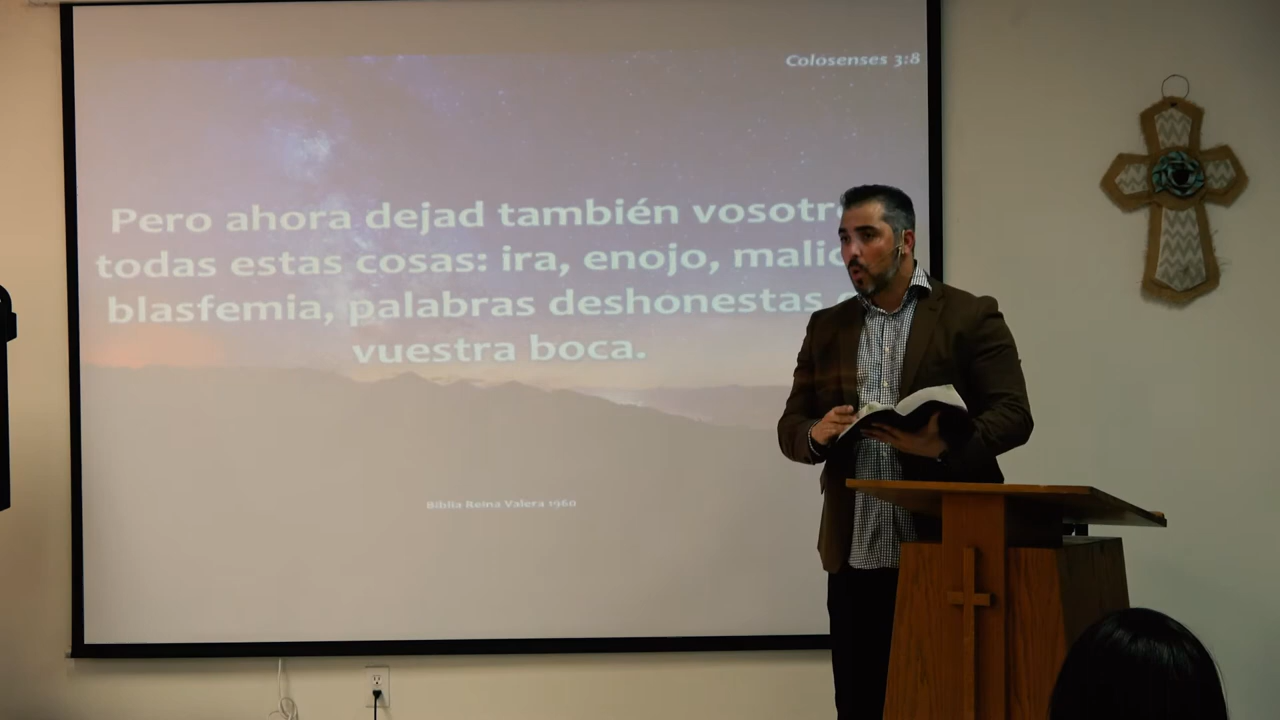 Colosenses 3:8
Pero ahora dejad también vosotr
todas estas cosas: ira, enojo, malic
blasfemia, palabras deshonestas
vuestra boca.
Biblia Reina Valera 1960